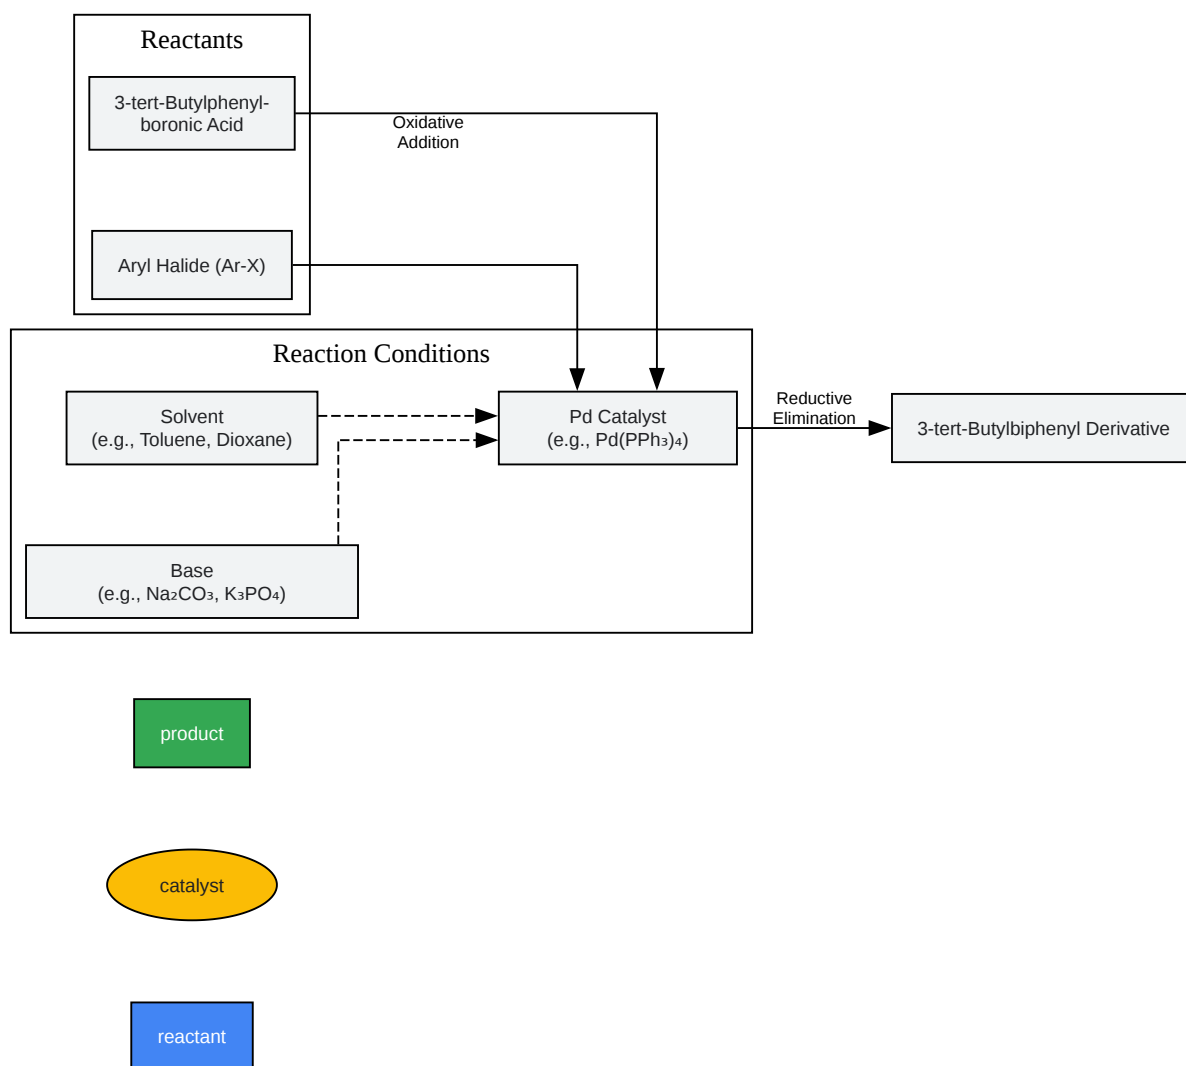 Reactants
3-tert-Butylphenyl-
boronic Acid
Oxidative
Addition
Aryl Halide (Ar-X)
Reaction Conditions
Solvent
(e.g., Toluene, Dioxane)
Pd Catalyst
(e.g., Pd(PPh₃)₄)
Reductive
Elimination
3-tert-Butylbiphenyl Derivative
Base
(e.g., Na₂CO₃, K₃PO₄)
product
catalyst
reactant